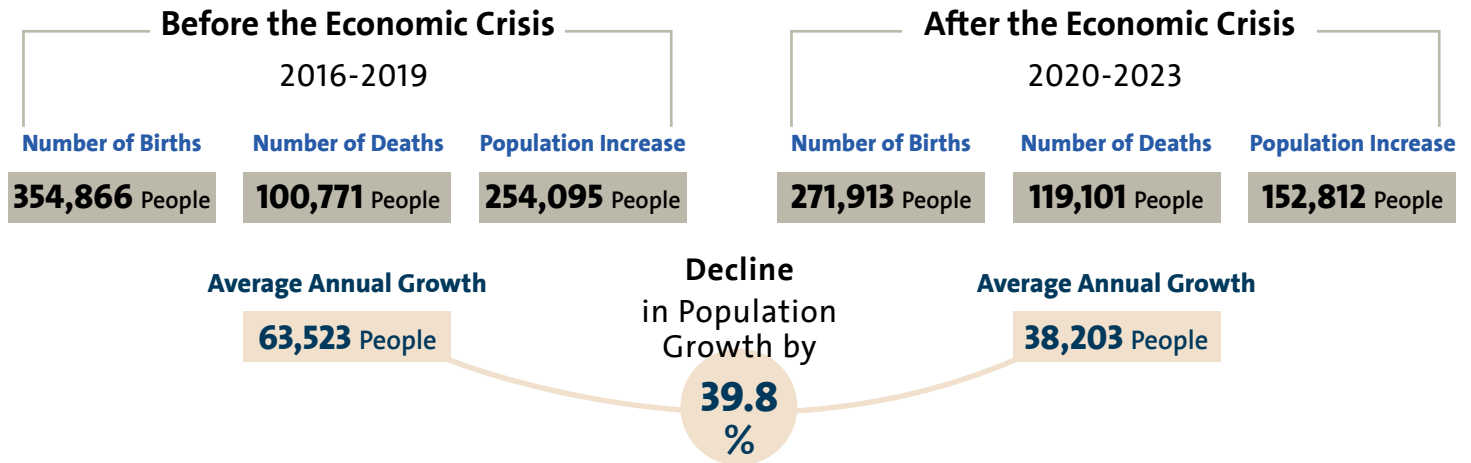 Before the Economic Crisis
2016-2019
Number of Births
354,866 People
Number of Deaths
100,771 People
Population Increase
254,095 People
Average Annual Growth
63,523 People
After the Economic Crisis
2020-2023
Number of Births
271,913 People
Number of Deaths
119,101 People
Population Increase
152,812 People
Average Annual Growth
38,203 People
Decline
in Population
Growth by
39.8
%